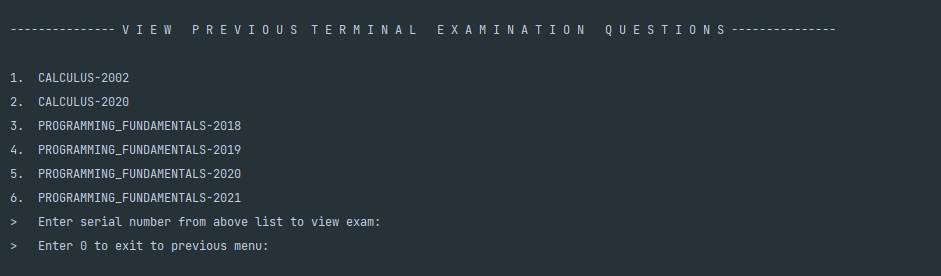 --------------- V I E W   P R E V I O U S  T E R M I N A L   E X A M I N A T I O N   Q U E S T I O N S ---------------
1.  CALCULUS-2002
2.  CALCULUS-2020
3.  PROGRAMMING_FUNDAMENTALS-2018
4.  PROGRAMMING_FUNDAMENTALS-2019
5.  PROGRAMMING_FUNDAMENTALS-2020
6.  PROGRAMMING_FUNDAMENTALS-2021
>   Enter serial number from above list to view exam:
>   Enter 0 to exit to previous menu: